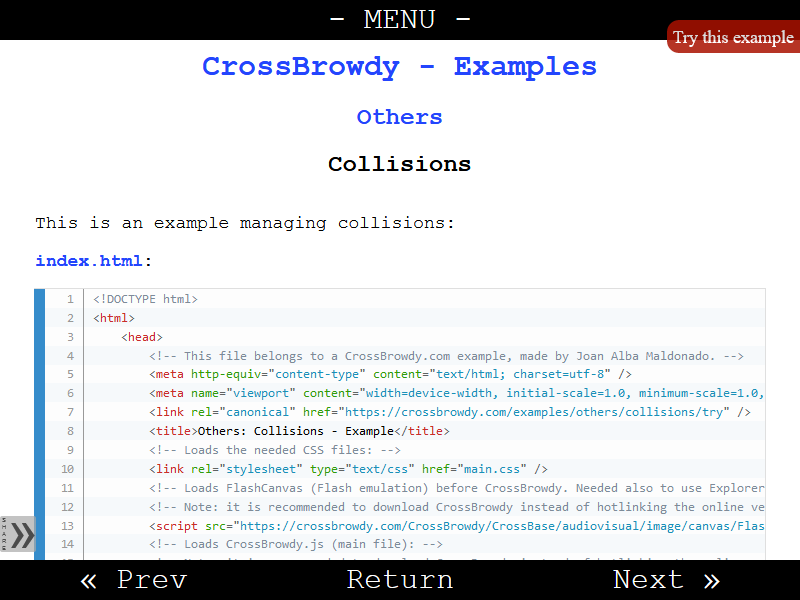 - MENU -
Try this example
CrossBrowdy - Examples
Others
Collisions
This is an example managing collisions:
index.html:
1 <!DOCTYPE html>
2 <html>
3 <head>
4 <!-- This file belongs to a CrossBrowdy.com example, made by Joan Alba Maldonado. -->
5 <meta http-equiv="content-type" content="text/html; charset=utf-8" />
6 <meta name="viewport" content="width=device-width, initial-scale=1.0, minimum-scale=1.0,
7 <link rel="canonical" href="https://crossbrowdy.com/examples/others/collisions/try" />
8 <title>Others: Collisions - Example</title>
9 <!-- Loads the needed CSS files: -->
10 <link rel="stylesheet" type="text/css" href="main.css" />
11 <!-- Loads FlashCanvas (Flash emulation) before CrossBrowdy. Needed also to use Explorer
12 <!-- Note: it is recommended to download CrossBrowdy instead of hotlinking the online ve
13 <script src="https://crossbrowdy.com/CrossBrowdy/CrossBase/audiovisual/image/canvas/Flas
14 <!-- Loads CrossBrowdy.js (main file): -->
SHARE »
« Prev Return Next »